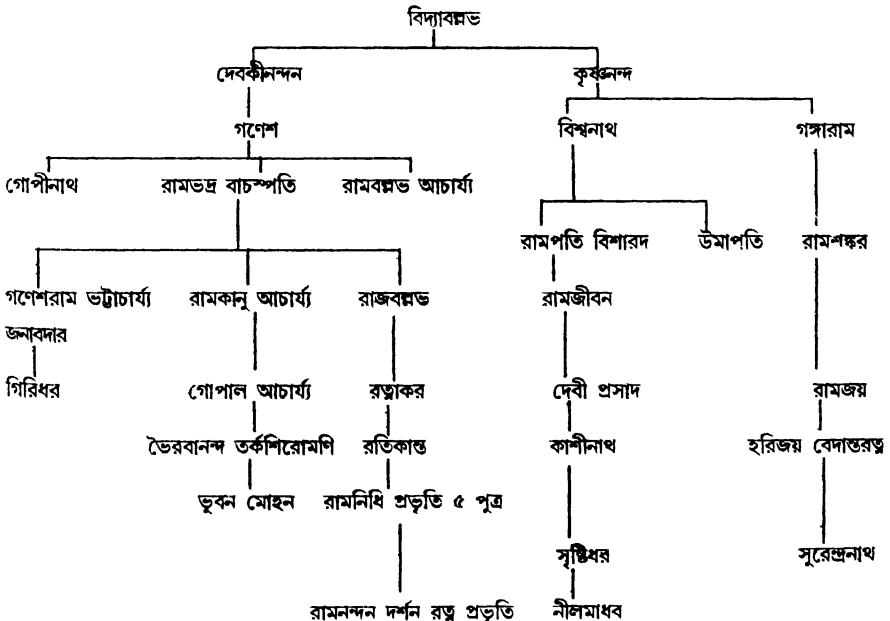 বিদ্যাবল্লভ
দেবকীনন্দন কৃষ্ণনন্দ
গণেশ বিশ্বনাথ গঙ্গারাম
গোপীনাথ রামভদ্র বাচস্পতি রামবল্লভ আচার্য্য
রামপতি বিশারদ উমাপতি রামশঙ্কর
গণেশরাম ভট্টাচার্য্য রামকানু আচার্য্য রাজবল্লভ রামজীবন
জনাবদার
গিরিধর গোপাল আচার্য্য রত্নাকর দেবী প্রসাদ রামজয়
ভৈরবানন্দ তর্কশিরোমণি রতিকান্ত কাশীনাথ হরিজয় বেদান্তরত্ন
ভুবন মোহন রামনিধি প্রভৃতি ৫ পুত্র
সৃষ্টিধর সুরেন্দ্রনাথ
রামনন্দন দর্শন রত্ন প্রভৃতি নীলমাধব